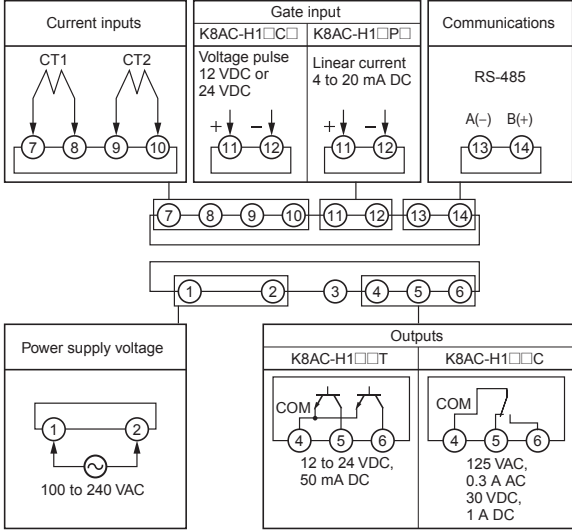 Current inputs
CT1 CT2
7 8 9 10
Gate input
K8AC-H1□C□ K8AC-H1□P□
Voltage pulse
12 VDC or
24 VDC
+ −
11 12
Linear current
4 to 20 mA DC
+ −
11 12
Communications
RS-485
A(−) B(+)
13 14
7 8 9 10 11 12 13 14
1 2 3 4 5 6
Power supply voltage
1 2
100 to 240 VAC
Outputs
K8AC-H1□□T K8AC-H1□□C
COM
4 5 6
12 to 24 VDC,
50 mA DC
COM
4 5 6
125 VAC,
0.3 A AC
30 VDC,
1 A DC